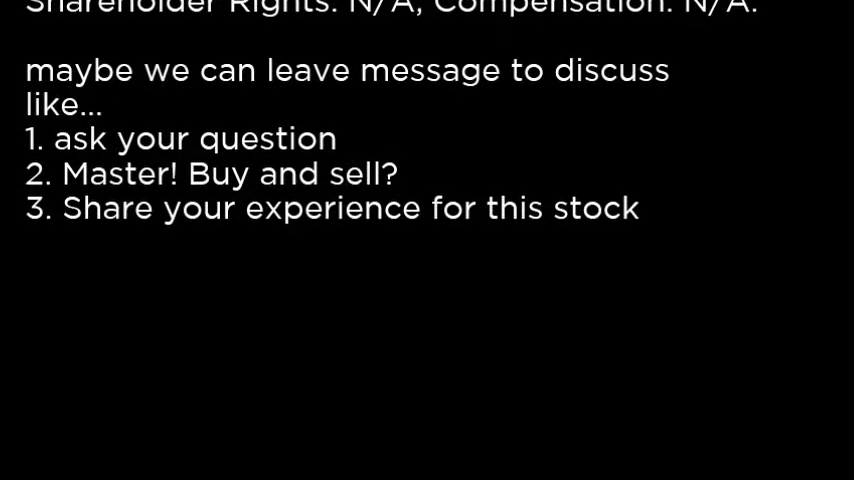 Shareholder Rights: N/A, Compensation: N/A.
maybe we can leave message to discuss
like...
1. ask your question
2. Master! Buy and sell?
3. Share your experience for this stock